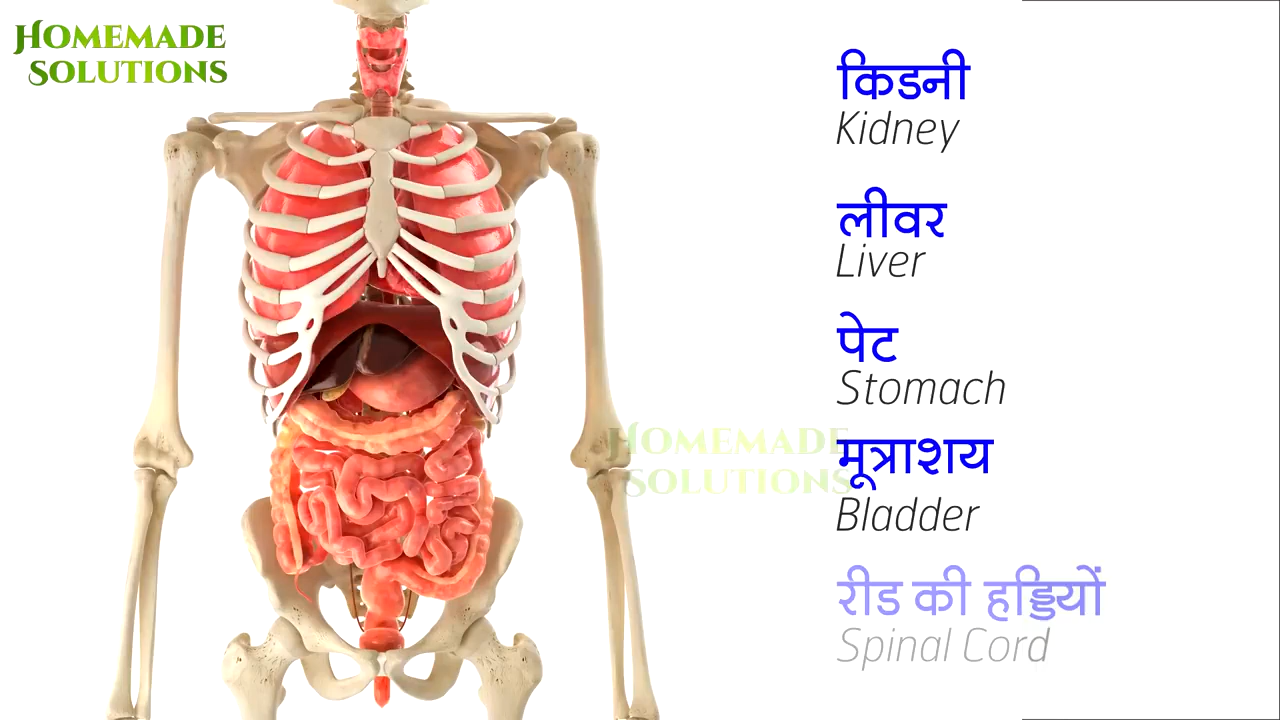 HOMEMADE
SOLUTIONS
किडनी
Kidney
लीवर
Liver
पेट
Stomach
HOMEMADE
SOLUTIONS
मूत्राशय
Bladder
रीड की हड्डियों
Spinal Cord